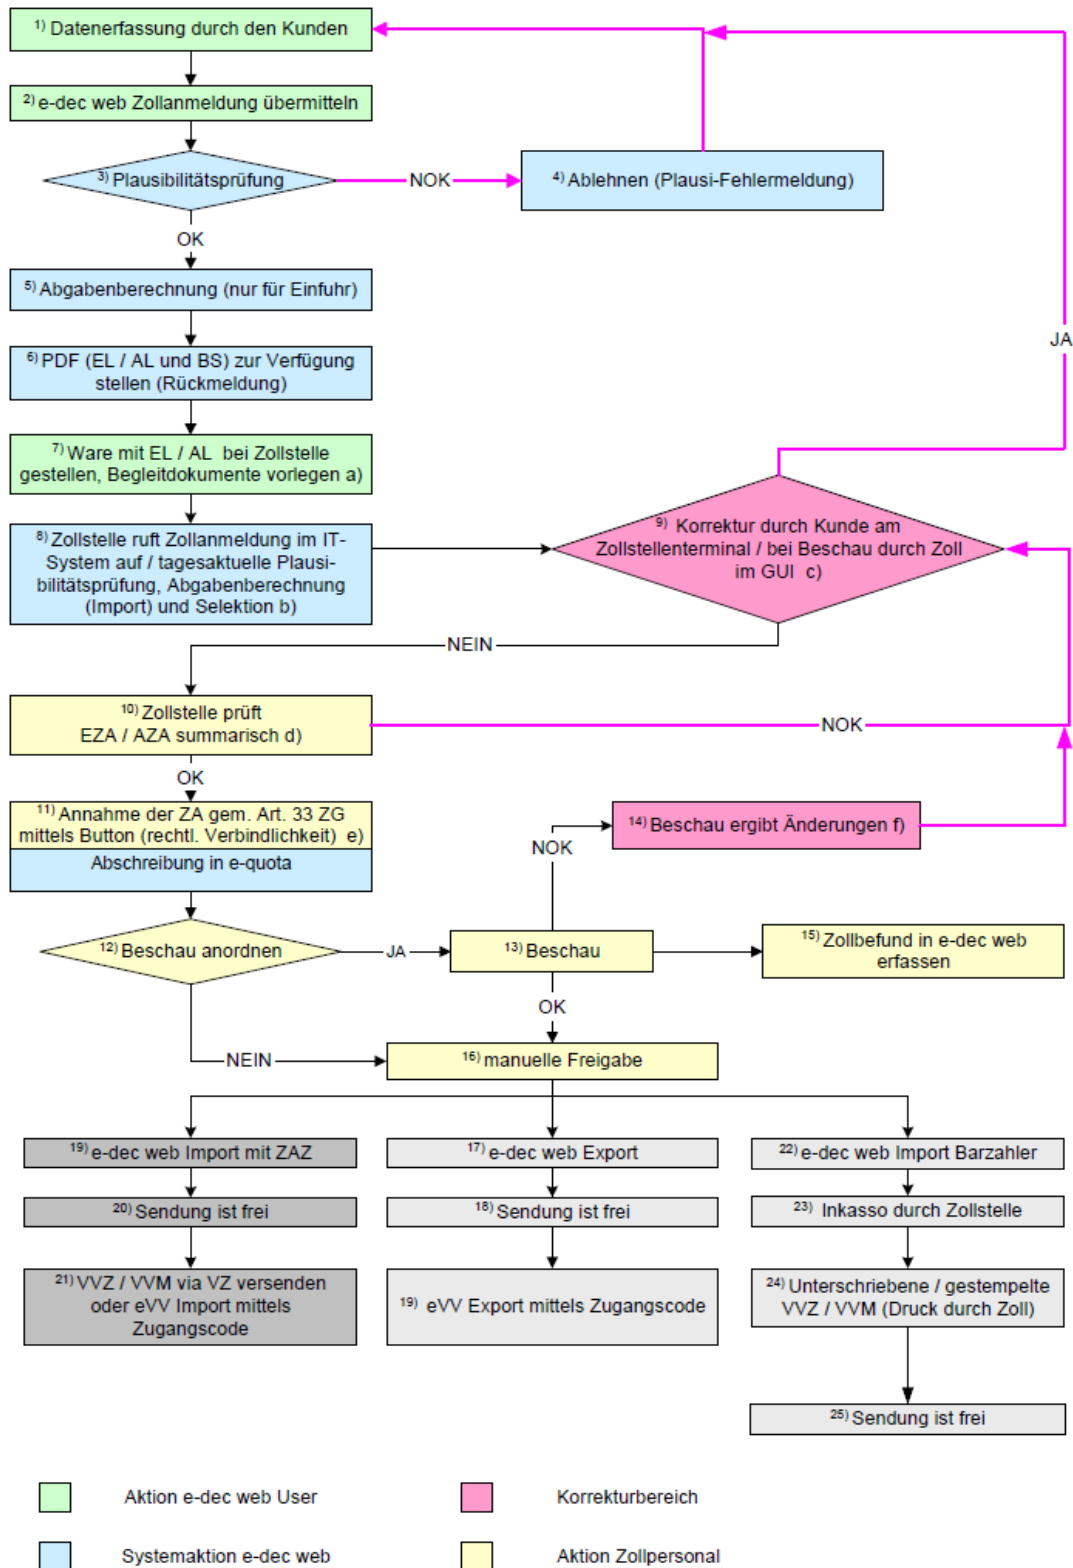 1) Datenerfassung durch den Kunden
2) e-dec web Zollanmeldung übermitteln
3) Plausibilitätsprüfung
NOK
4) Ablehnen (Plausi-Fehlermeldung)
OK
5) Abgabenberechnung (nur für Einfuhr)
JA
6) PDF (EL / AL und BS) zur Verfügung
stellen (Rückmeldung)
7) Ware mit EL / AL bei Zollstelle
gestellen, Begleitdokumente vorlegen a)
8) Zollstelle ruft Zollanmeldung im IT-
System auf / tagesaktuelle Plausi-
bilitätsprüfung, Abgabenberechnung
(Import) und Selektion b)
9) Korrektur durch Kunde am
Zollstellenterminal / bei Beschau durch Zoll
im GUI c)
NEIN
10) Zollstelle prüft
EZA / AZA summarisch d)
NOK
OK
11) Annahme der ZA gem. Art. 33 ZG
mittels Button (rechtl. Verbindlichkeit) e)
Abschreibung in e-quota
14) Beschau ergibt Änderungen f)
NOK
12) Beschau anordnen
JA
13) Beschau
15) Zollbefund in e-dec web
erfassen
OK
NEIN
16) manuelle Freigabe
19) e-dec web Import mit ZAZ
17) e-dec web Export
22) e-dec web Import Barzahler
20) Sendung ist frei
18) Sendung ist frei
23) Inkasso durch Zollstelle
21) VVZ / VVM via VZ versenden
oder eVV Import mittels
Zugangscode
19) eVV Export mittels Zugangscode
24) Unterschriebene / gestempelte
VVZ / VVM (Druck durch Zoll)
25) Sendung ist frei
Aktion e-dec web User
Korrekturbereich
Systemaktion e-dec web
Aktion Zollpersonal